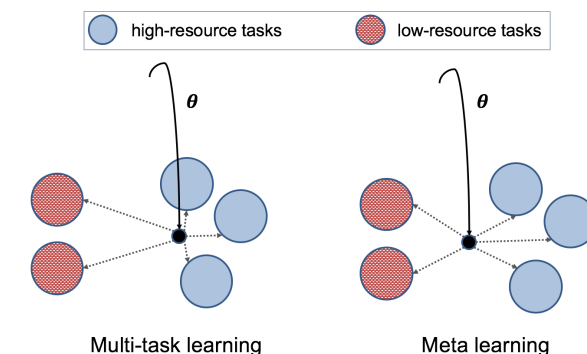 high-resource tasks
low-resource tasks
θ
θ
Multi-task learning
Meta learning